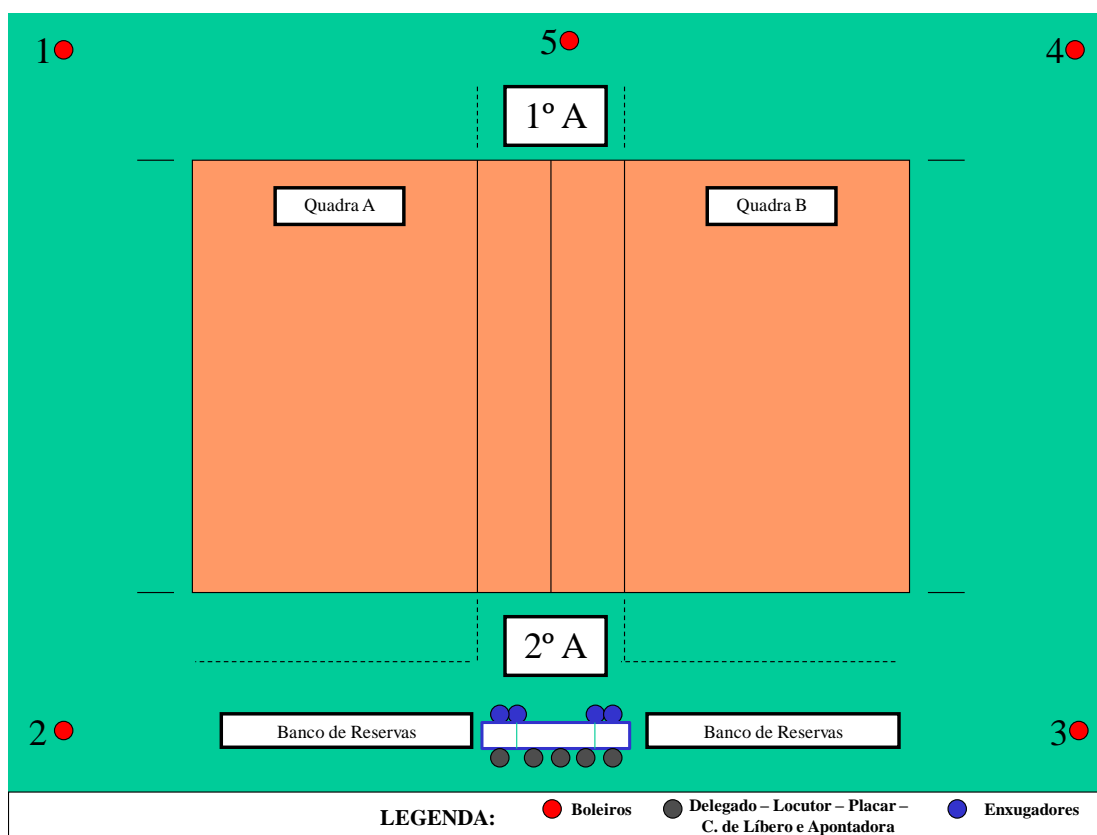 1
5
4
1º A
Quadra A
Quadra B
2º A
2
Banco de Reservas
Banco de Reservas
3
LEGENDA:
Boleiros
Delegado – Locutor – Placar –
C. de Líbero e Apontadora
Enxugadores